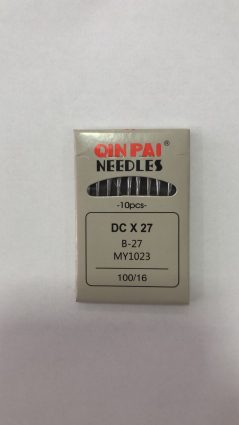 QIN PAI®
NEEDLES
-10pcs-
DC X 27
B-27
MY1023
100/16